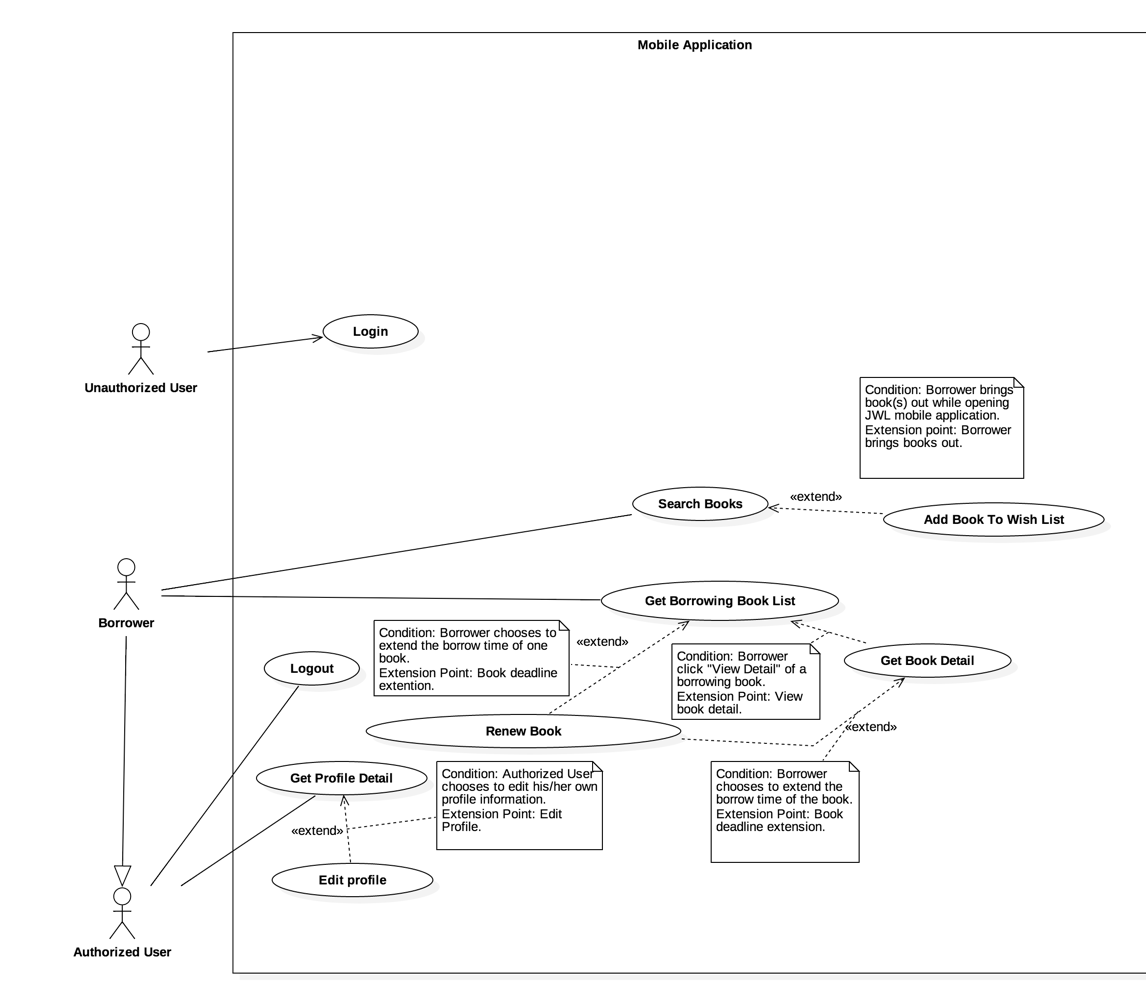 Mobile Application
Login
Unauthorized User
Condition: Borrower brings
book(s) out while opening
JWL mobile application.
Extension point: Borrower
brings books out.
Search Books
«extend»
Add Book To Wish List
Borrower
Get Borrowing Book List
Condition: Borrower chooses to
extend the borrow time of one
book.
Extension Point: Book deadline
extention.
«extend»
Condition: Borrower
click "View Detail" of a
borrowing book.
Extension Point: View
book detail.
Get Book Detail
Logout
Renew Book
«extend»
Get Profile Detail
Condition: Authorized User
chooses to edit his/her own
profile information.
Extension Point: Edit
Profile.
Condition: Borrower
chooses to extend the
borrow time of the book.
Extension Point: Book
deadline extension.
«extend»
Edit profile
Authorized User